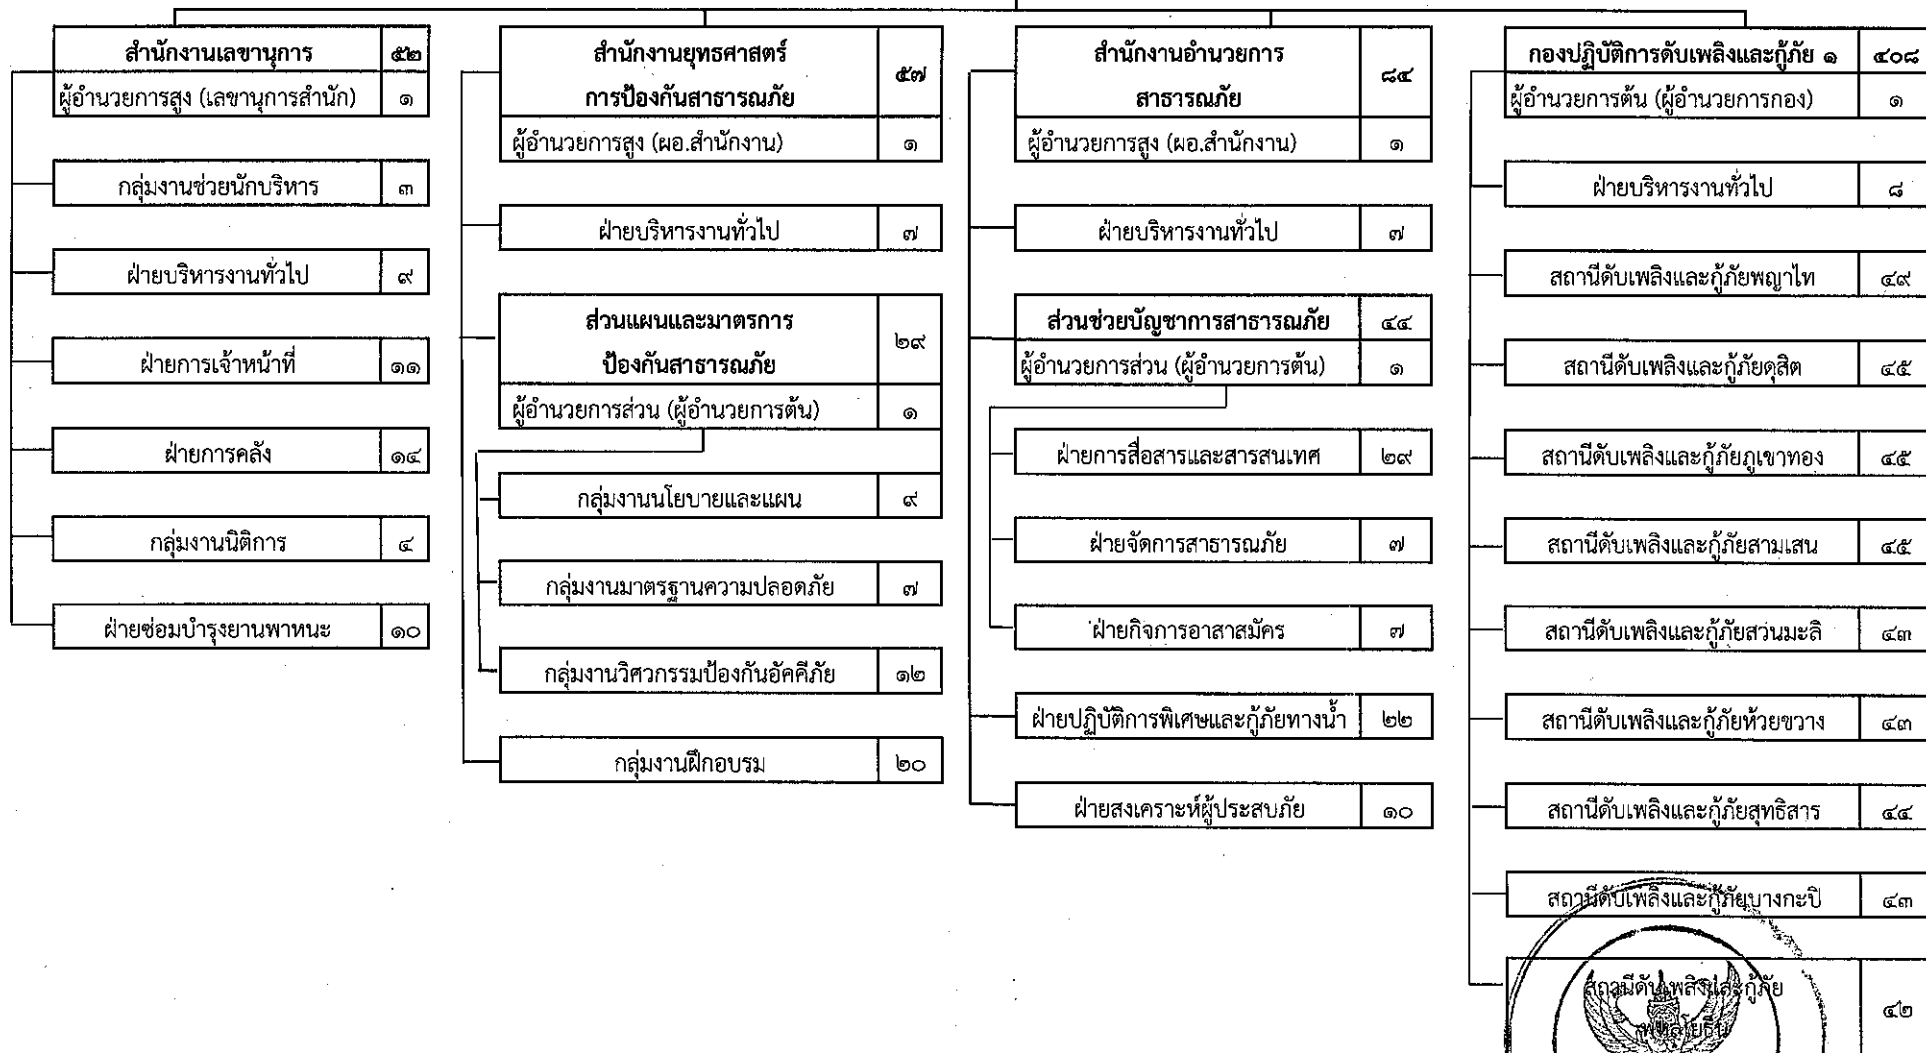 สำนักงานเลขานุการ ๕๒
ผู้อำนวยการสูง (เลขานุการสำนัก) ๑
กลุ่มงานช่วยนักบริหาร ๓
ฝ่ายบริหารงานทั่วไป ๙
ฝ่ายการเจ้าหน้าที่ ๑๑
ฝ่ายการคลัง ๑๔
กลุ่มงานนิติการ ๔
ฝ่ายซ่อมบำรุงยานพาหนะ ๑๐
สำนักงานยุทธศาสตร์
การป้องกันสาธารณภัย ๕๗
ผู้อำนวยการสูง (ผอ.สำนักงาน) ๑
ฝ่ายบริหารงานทั่วไป ๗
ส่วนแผนและมาตรการ
ป้องกันสาธารณภัย ๒๙
ผู้อำนวยการส่วน (ผู้อำนวยการต้น) ๑
กลุ่มงานนโยบายและแผน ๙
กลุ่มงานมาตรฐานความปลอดภัย ๗
กลุ่มงานวิศวกรรมป้องกันอัคคีภัย ๑๒
กลุ่มงานฝึกอบรม ๒๐
สำนักงานอำนวยการ
สาธารณภัย ๘๔
ผู้อำนวยการสูง (ผอ.สำนักงาน) ๑
ฝ่ายบริหารงานทั่วไป ๗
ส่วนช่วยบัญชาการสาธารณภัย ๔๔
ผู้อำนวยการส่วน (ผู้อำนวยการต้น) ๑
ฝ่ายการสื่อสารและสารสนเทศ ๒๙
ฝ่ายจัดการสาธารณภัย ๗
ฝ่ายกิจการอาสาสมัคร ๗
ฝ่ายปฏิบัติการพิเศษและกู้ภัยทางน้ำ ๒๒
ฝ่ายสงเคราะห์ผู้ประสบภัย ๑๐
กองปฏิบัติการดับเพลิงและกู้ภัย ๑ ๔๐๘
ผู้อำนวยการต้น (ผู้อำนวยการกอง) ๑
ฝ่ายบริหารงานทั่วไป ๘
สถานีดับเพลิงและกู้ภัยพญาไท ๔๙
สถานีดับเพลิงและกู้ภัยดุสิต ๔๕
สถานีดับเพลิงและกู้ภัยภูเขาทอง ๔๕
สถานีดับเพลิงและกู้ภัยสามเสน ๔๕
สถานีดับเพลิงและกู้ภัยสวนมะลิ ๔๓
สถานีดับเพลิงและกู้ภัยห้วยขวาง ๔๓
สถานีดับเพลิงและกู้ภัยสุทธิสาร ๔๔
สถานีดับเพลิงและกู้ภัยบางกะปิ ๔๓
สถานีดับเพลิงและกู้ภัย
พหลโยธิน ๔๒